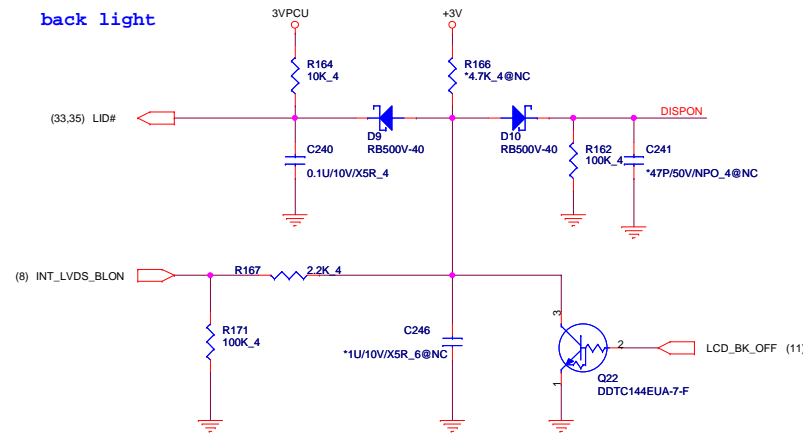 back light
3VPCU
+3V
R164
10K_4
R166
*4.7K_4@NC
(33,35) LID#
DISPON
D9
RB500V-40
D10
RB500V-40
C240
0.1U/10V/X5R_4
R162
100K_4
C241
*47P/50V/NPO_4@NC
(8) INT_LVDS_BLON
R167
2.2K_4
R171
100K_4
C246
*1U/10V/X5R_6@NC
3
2
1
LCD_BK_OFF (11)
Q22
DDTC144EUA-7-F